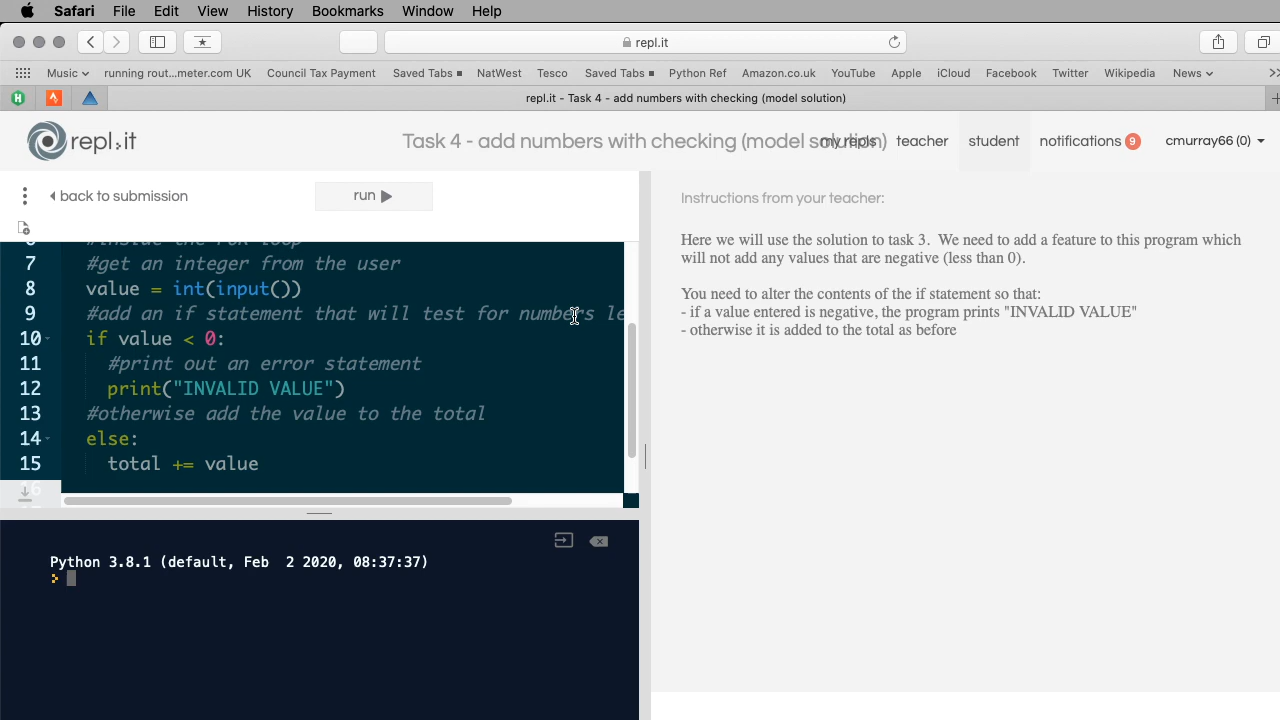 Safari File Edit View History Bookmarks Window Help
repl.it
Music running rout...meter.com UK Council Tax Payment Saved Tabs NatWest Tesco Saved Tabs Python Ref Amazon.co.uk YouTube Apple iCloud Facebook Twitter Wikipedia News
repl.it - Task 4 - add numbers with checking (model solution)
repl.it Task 4 - add numbers with checking (model solution) my repls teacher student notifications 9 cmurray66 (0)
back to submission run
#inside the FOR loop
7 #get an integer from the user
8 value = int(input())
9 #add an if statement that will test for numbers le
10 if value < 0:
11 #print out an error statement
12 print("INVALID VALUE")
13 #otherwise add the value to the total
14 else:
15 total += value
16
Python 3.8.1 (default, Feb  2 2020, 08:37:37)
Instructions from your teacher:
Here we will use the solution to task 3.  We need to add a feature to this program which
will not add any values that are negative (less than 0).
You need to alter the contents of the if statement so that:
- if a value entered is negative, the program prints "INVALID VALUE"
- otherwise it is added to the total as before